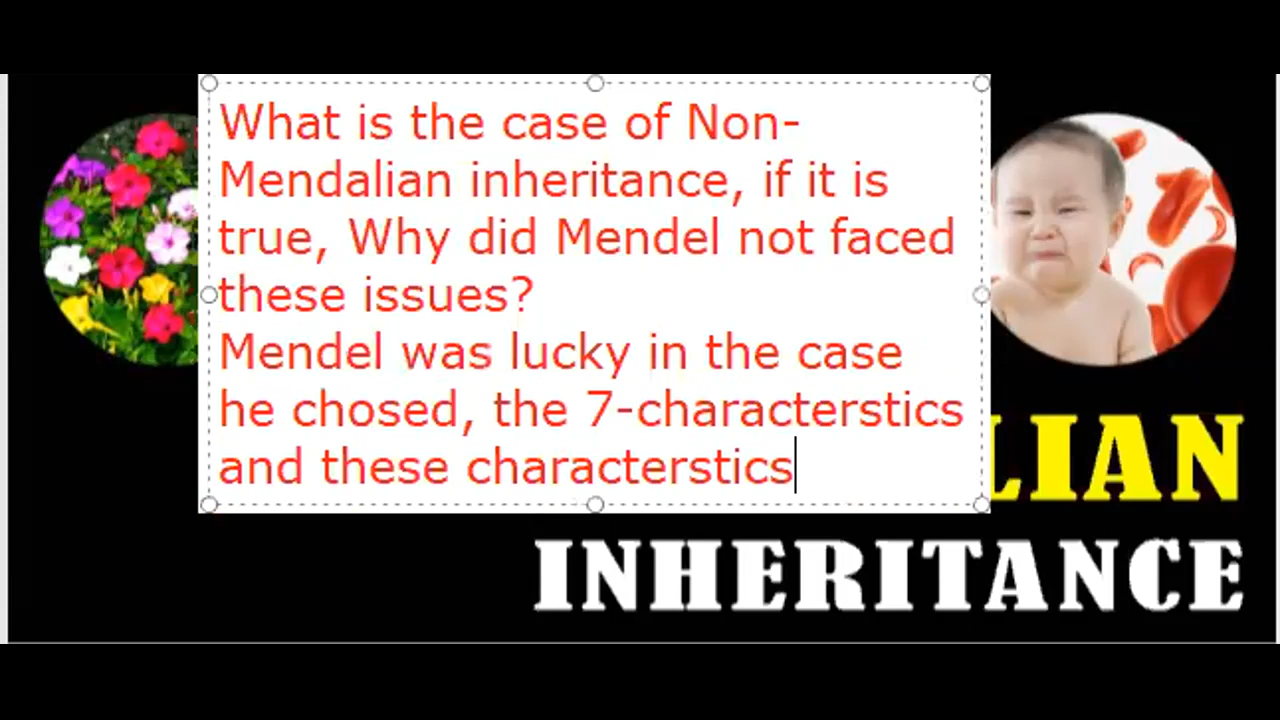 What is the case of Non-
Mendalian inheritance, if it is
true, Why did Mendel not faced
these issues?
Mendel was lucky in the case
he chosed, the 7-characterstics
and these characterstics
LIAN
INHERITANCE